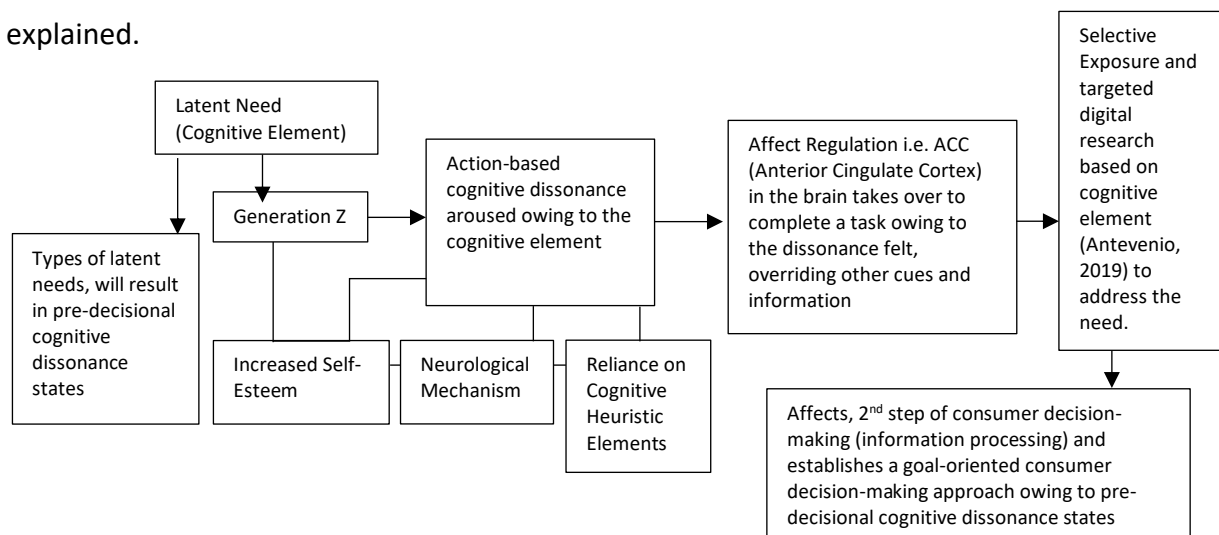 explained.
Latent Need
(Cognitive Element)
Generation Z
Types of latent
needs, will result
in pre-decisional
cognitive
dissonance
states
Action-based
cognitive dissonance
aroused owing to the
cognitive element
Increased Self-
Esteem
Neurological
Mechanism
Reliance on
Cognitive
Heuristic
Elements
Affect Regulation i.e. ACC
(Anterior Cingulate Cortex)
in the brain takes over to
complete a task owing to
the dissonance felt,
overriding other cues and
information
Selective
Exposure and
targeted
digital
research
based on
cognitive
element
(Antevenio,
2019) to
address the
need.
Affects, 2nd step of consumer decision-
making (information processing) and
establishes a goal-oriented consumer
decision-making approach owing to pre-
decisional cognitive dissonance states